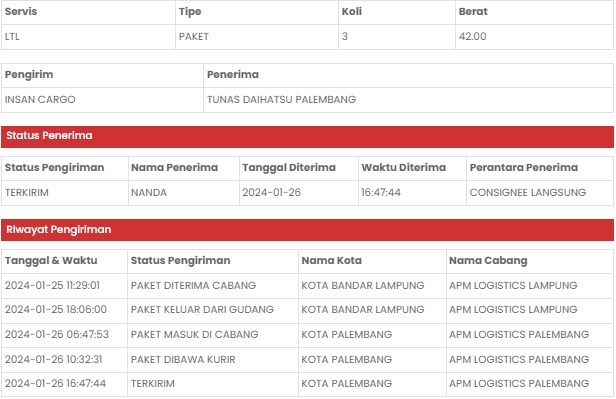 Servis Tipe Koli Berat
LTL PAKET 3 42.00
Pengirim Penerima
INSAN CARGO TUNAS DAIHATSU PALEMBANG
Status Penerima
Status Pengiriman Nama Penerima Tanggal Diterima Waktu Diterima Perantara Penerima
TERKIRIM NANDA 2024-01-26 16:47:44 CONSIGNEE LANGSUNG
Riwayat Pengiriman
Tanggal & Waktu Status Pengiriman Nama Kota Nama Cabang
2024-01-25 11:29:01 PAKET DITERIMA CABANG KOTA BANDAR LAMPUNG APM LOGISTICS LAMPUNG
2024-01-25 18:06:00 PAKET KELUAR DARI GUDANG KOTA BANDAR LAMPUNG APM LOGISTICS LAMPUNG
2024-01-26 06:47:53 PAKET MASUK DI CABANG KOTA PALEMBANG APM LOGISTICS PALEMBANG
2024-01-26 10:32:31 PAKET DIBAWA KURIR KOTA PALEMBANG APM LOGISTICS PALEMBANG
2024-01-26 16:47:44 TERKIRIM KOTA PALEMBANG APM LOGISTICS PALEMBANG